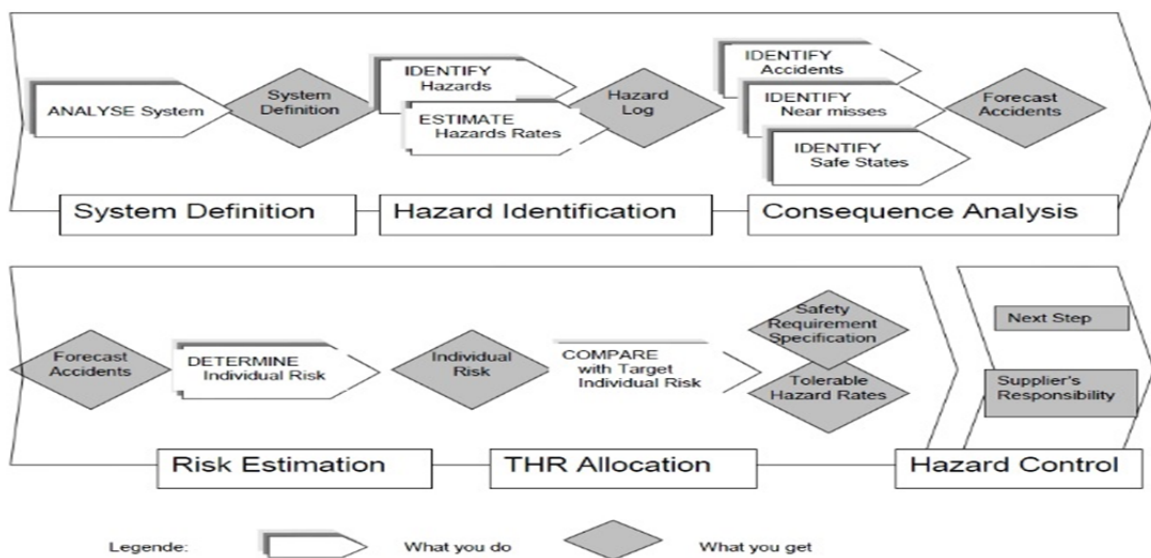 ANALYSE System
System
Definition
IDENTIFY
Hazards
ESTIMATE
Hazards Rates
Hazard
Log
IDENTIFY
Accidents
IDENTIFY
Near misses
IDENTIFY
Safe States
Forecast
Accidents
System Definition
Hazard Identification
Consequence Analysis
Forecast
Accidents
DETERMINE
Individual Risk
Individual
Risk
COMPARE
with Target
Individual Risk
Safety
Requirement
Specification
Tolerable
Hazard Rates
Next Step
Supplier's
Responsibility
Risk Estimation
THR Allocation
Hazard Control
Legende:
What you do
What you get